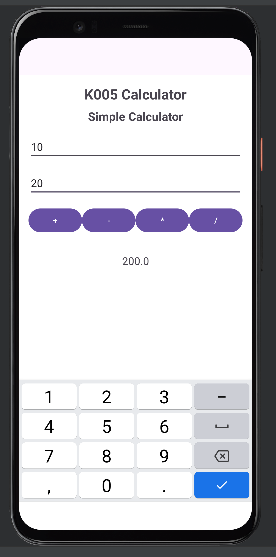 K005 Calculator
Simple Calculator
10
20
+ - * /
200.0
1 2 3 -
4 5 6
7 8 9
, 0 .